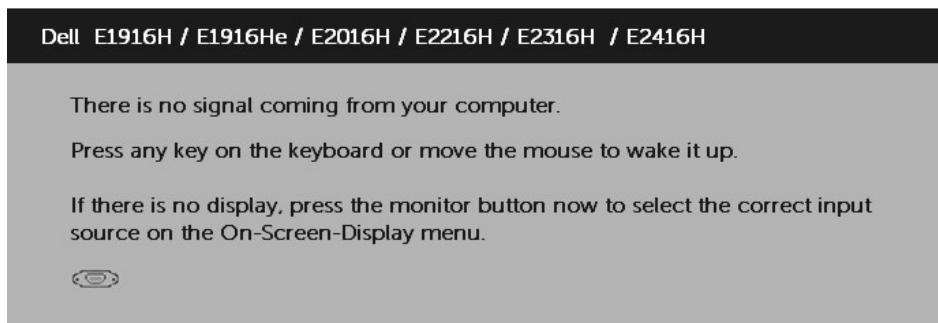 Dell E1916H / E1916He / E2016H / E2216H / E2316H / E2416H
There is no signal coming from your computer.
Press any key on the keyboard or move the mouse to wake it up.
If there is no display, press the monitor button now to select the correct input
source on the On-Screen-Display menu.